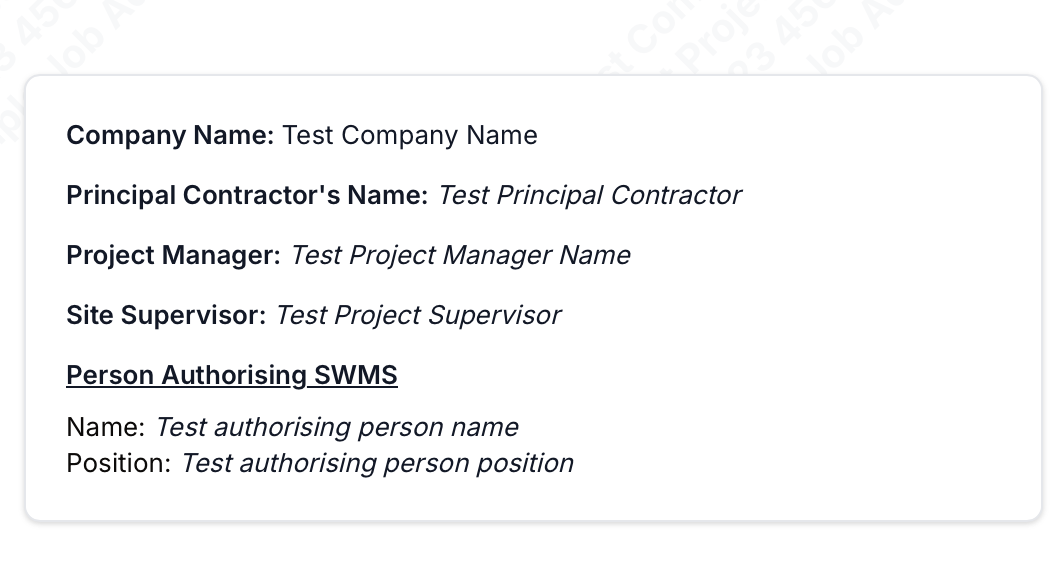 Company Name: Test Company Name
Principal Contractor's Name: Test Principal Contractor
Project Manager: Test Project Manager Name
Site Supervisor: Test Project Supervisor
Person Authorising SWMS
Name: Test authorising person name
Position: Test authorising person position